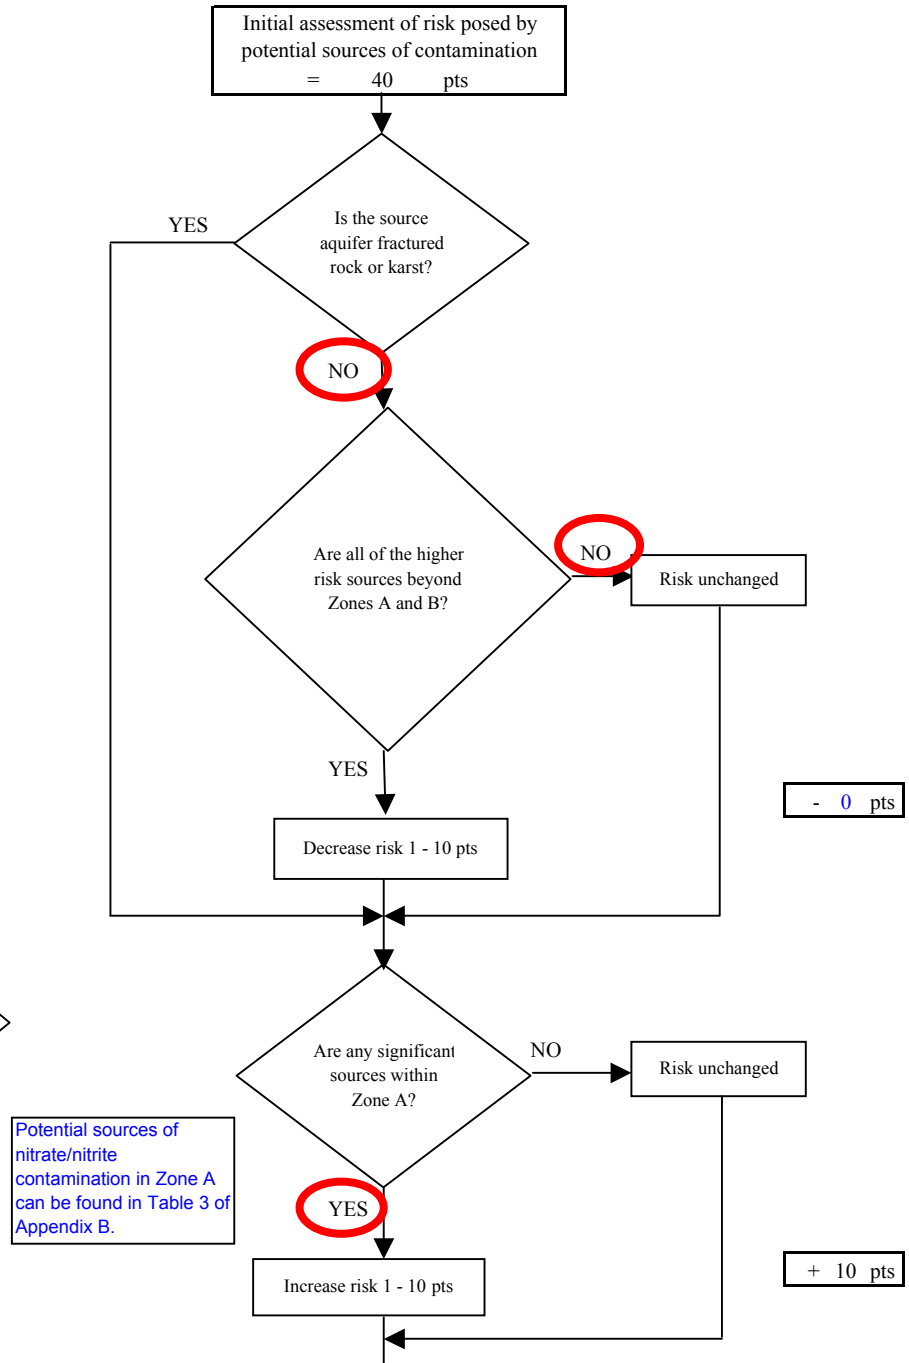 Initial assessment of risk posed by
potential sources of contamination
= 40 pts
Is the source
aquifer fractured
rock or karst?
YES
NO
Are all of the higher
risk sources beyond
Zones A and B?
NO
Risk unchanged
YES
- 0 pts
Decrease risk 1 - 10 pts
Are any significant
sources within
Zone A?
NO
Risk unchanged
Potential sources of
nitrate/nitrite
contamination in Zone A
can be found in Table 3 of
Appendix B.
YES
+ 10 pts
Increase risk 1 - 10 pts